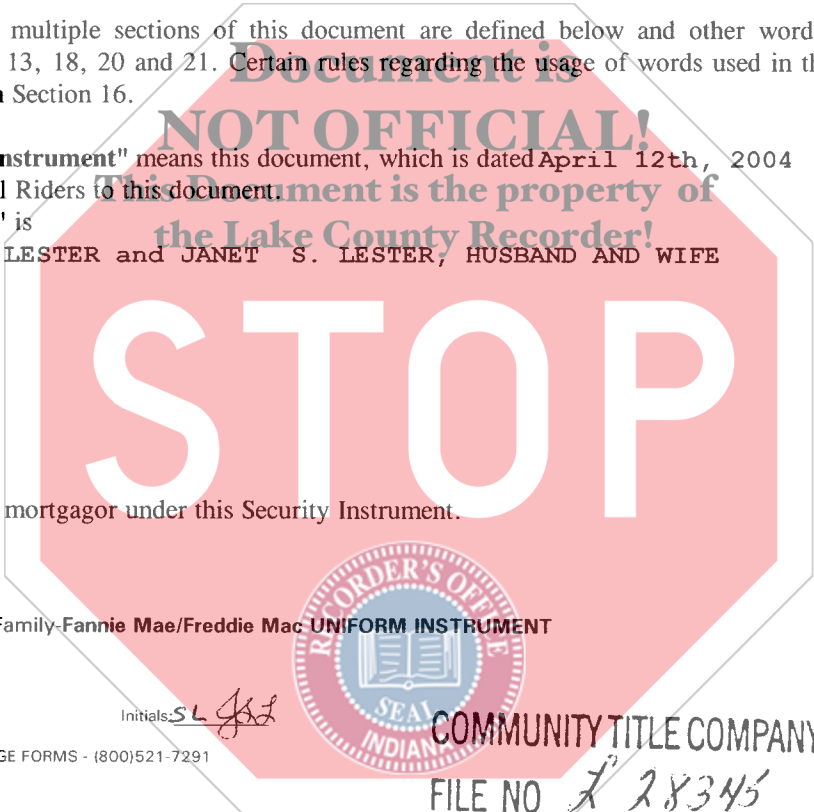 multiple sections of this document are defined below and other word
13, 18, 20 and 21. Certain rules regarding the usage of words used in th
Section 16.
Document is
NOT OFFICIAL!
This Document is the property of
the Lake County Recorder!
nstrument" means this document, which is dated April 12th, 2004
l Riders to this document.
" is
LESTER and JANET S. LESTER, HUSBAND AND WIFE
STOP
mortgagor under this Security Instrument.
RECORDER'S OFFICE
SEAL
INDIANA
Family-Fannie Mae/Freddie Mac UNIFORM INSTRUMENT
Initials: SL JSL
GE FORMS - (800)521-7291
COMMUNITY TITLE COMPANY
FILE NO L 28345